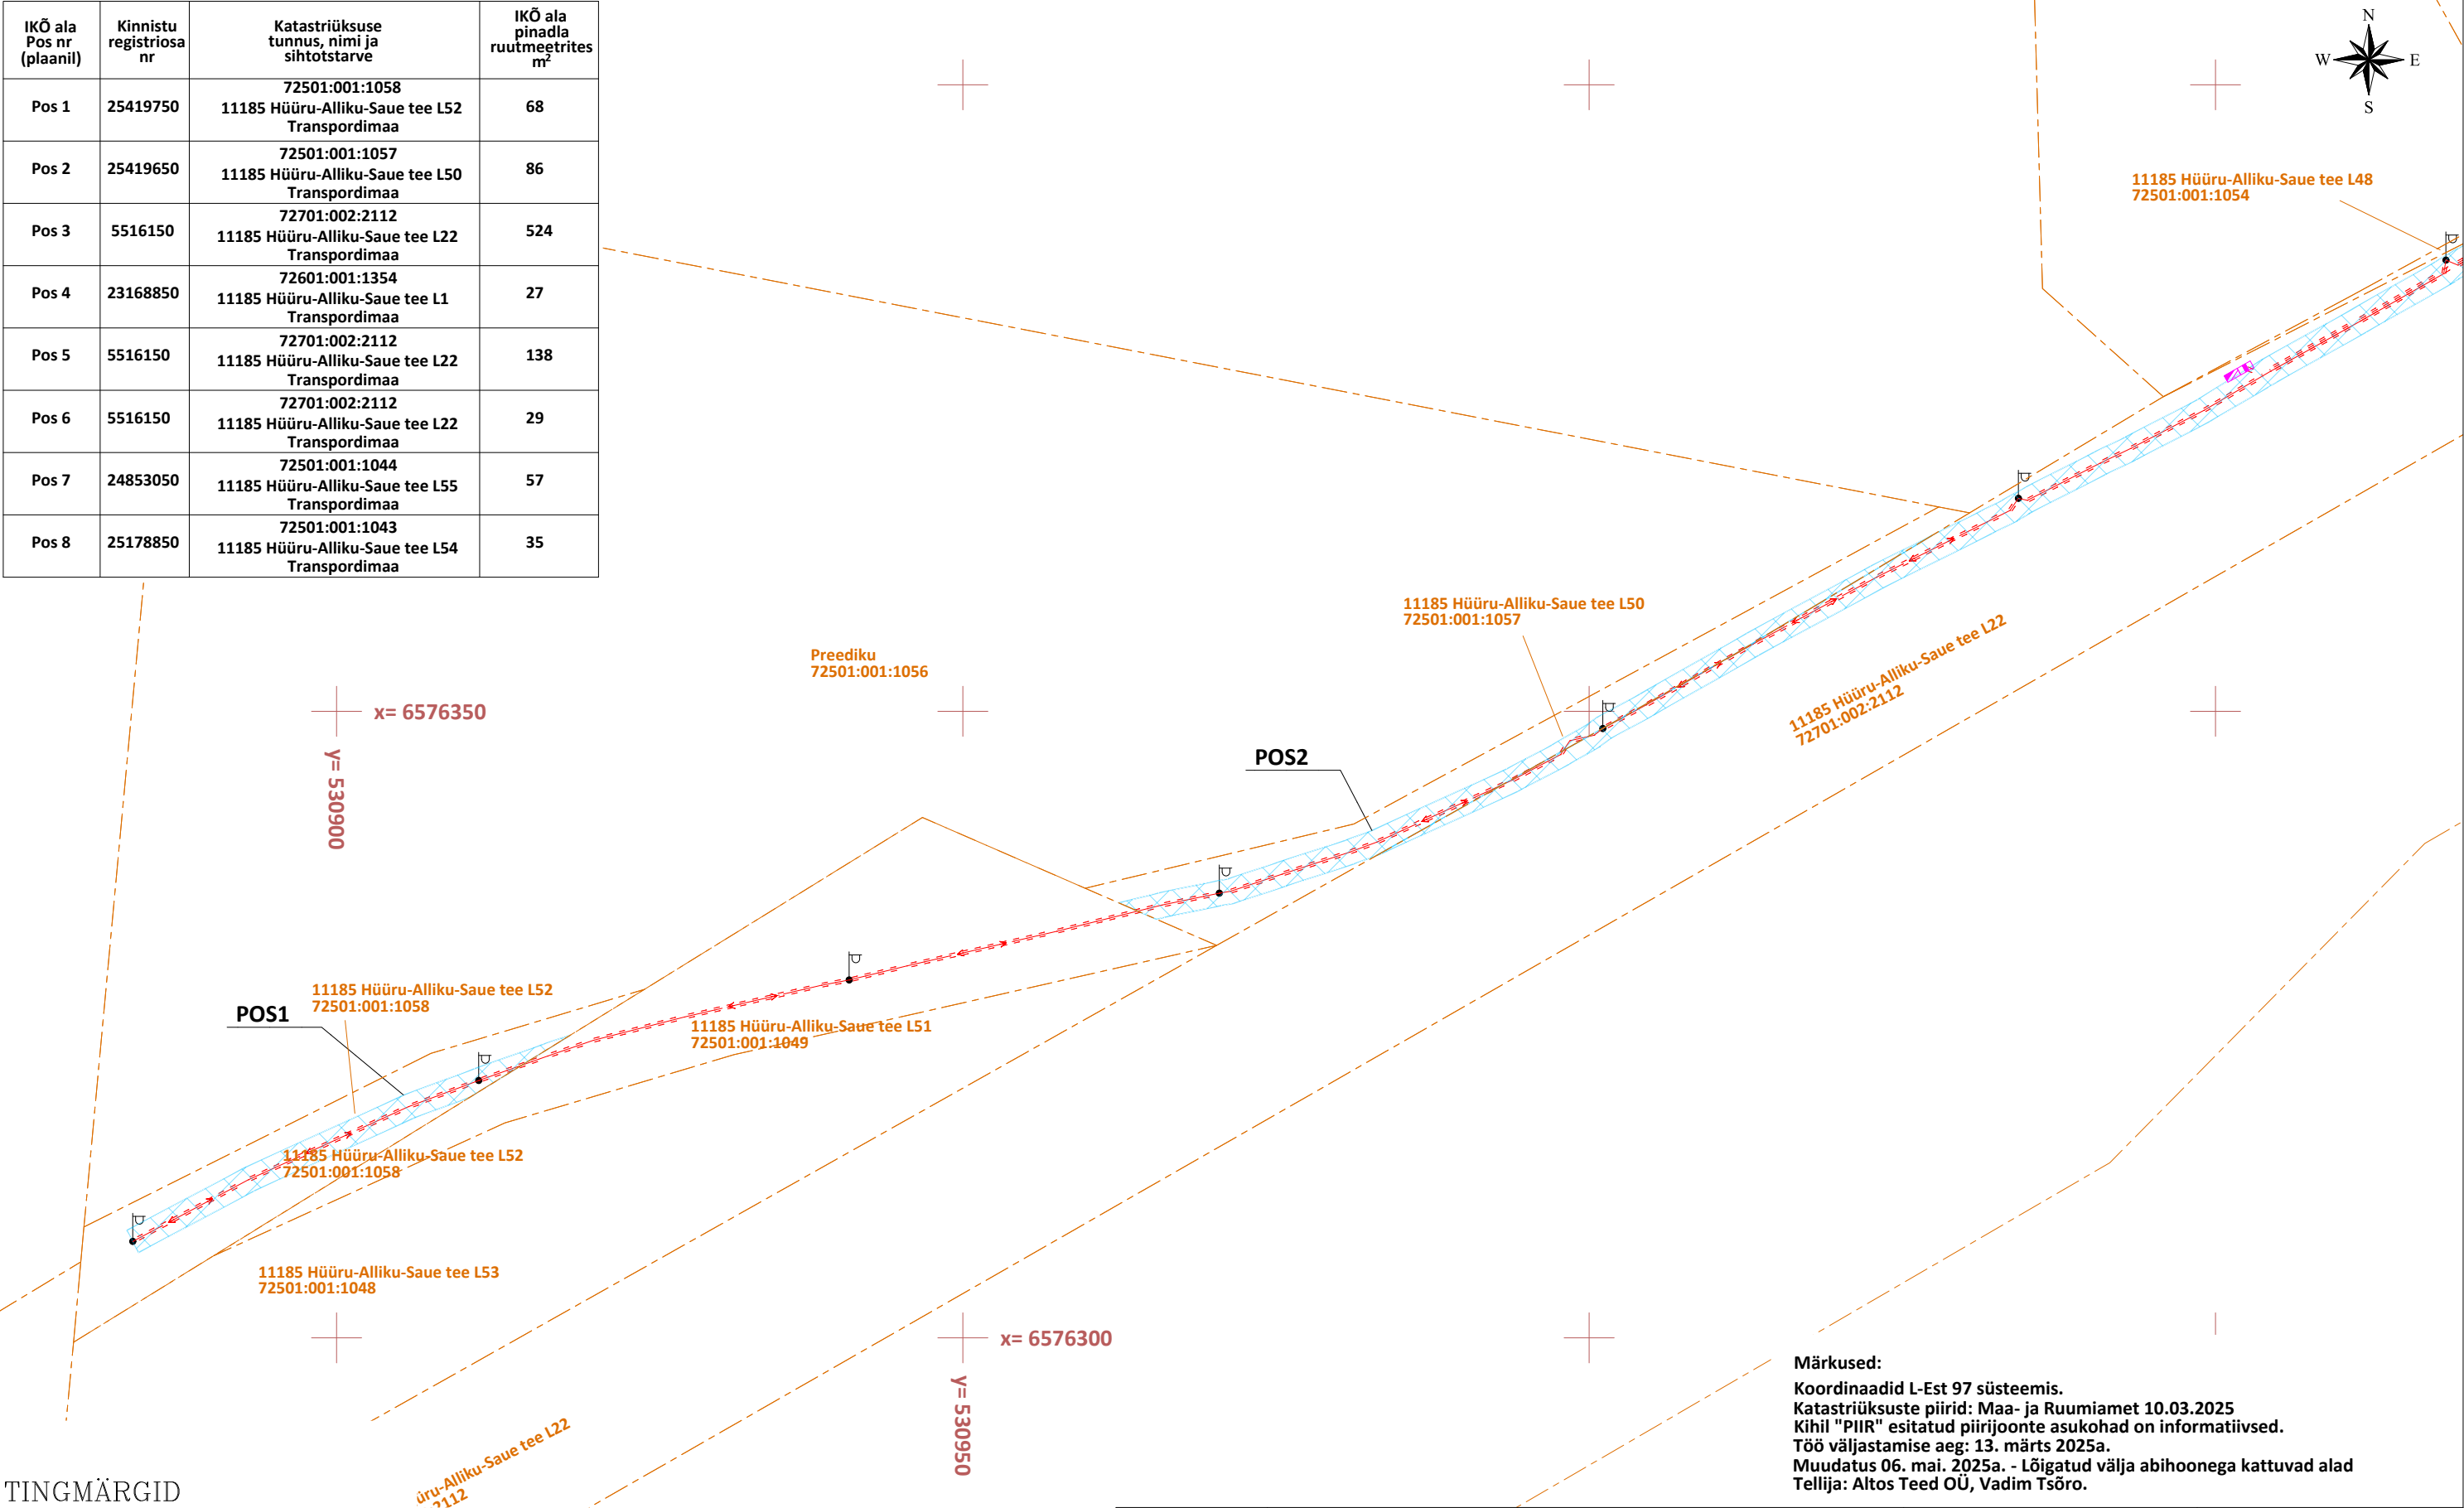 IKÕ ala
Pos nr
(plaanil)
Kinnistu
registriosa
nr
Katastriüksuse
tunnus, nimi ja
sihtotstarve
IKÕ ala
pinadla
ruutmeetrites
m²
Pos 1
25419750
72501:001:1058
11185 Hüüru-Alliku-Saue tee L52
Transpordimaa
68
Pos 2
25419650
72501:001:1057
11185 Hüüru-Alliku-Saue tee L50
Transpordimaa
86
Pos 3
5516150
72701:002:2112
11185 Hüüru-Alliku-Saue tee L22
Transpordimaa
524
Pos 4
23168850
72601:001:1354
11185 Hüüru-Alliku-Saue tee L1
Transpordimaa
27
Pos 5
5516150
72701:002:2112
11185 Hüüru-Alliku-Saue tee L22
Transpordimaa
138
Pos 6
5516150
72701:002:2112
11185 Hüüru-Alliku-Saue tee L22
Transpordimaa
29
Pos 7
24853050
72501:001:1044
11185 Hüüru-Alliku-Saue tee L55
Transpordimaa
57
Pos 8
25178850
72501:001:1043
11185 Hüüru-Alliku-Saue tee L54
Transpordimaa
35
N
W
E
S
11185 Hüüru-Alliku-Saue tee L48
72501:001:1054
11185 Hüüru-Alliku-Saue tee L50
72501:001:1057
Preediku
72501:001:1056
11185 Hüüru-Alliku-Saue tee L22
72701:002:2112
x= 6576350
y= 530900
POS2
11185 Hüüru-Alliku-Saue tee L52
72501:001:1058
POS1
11185 Hüüru-Alliku-Saue tee L51
72501:001:1049
11185 Hüüru-Alliku-Saue tee L52
72501:001:1058
11185 Hüüru-Alliku-Saue tee L53
72501:001:1048
x= 6576300
y= 530950
üru-Alliku-Saue tee L22
2112
Märkused:
Koordinaadid L-Est 97 süsteemis.
Katastriüksuste piirid: Maa- ja Ruumiamet 10.03.2025
Kihil "PIIR" esitatud piirijoonte asukohad on informatiivsed.
Töö väljastamise aeg: 13. märts 2025a.
Muudatus 06. mai. 2025a. - Lõigatud välja abihoonega kattuvad alad
Tellija: Altos Teed OÜ, Vadim Tsõro.
TINGMÄRGID